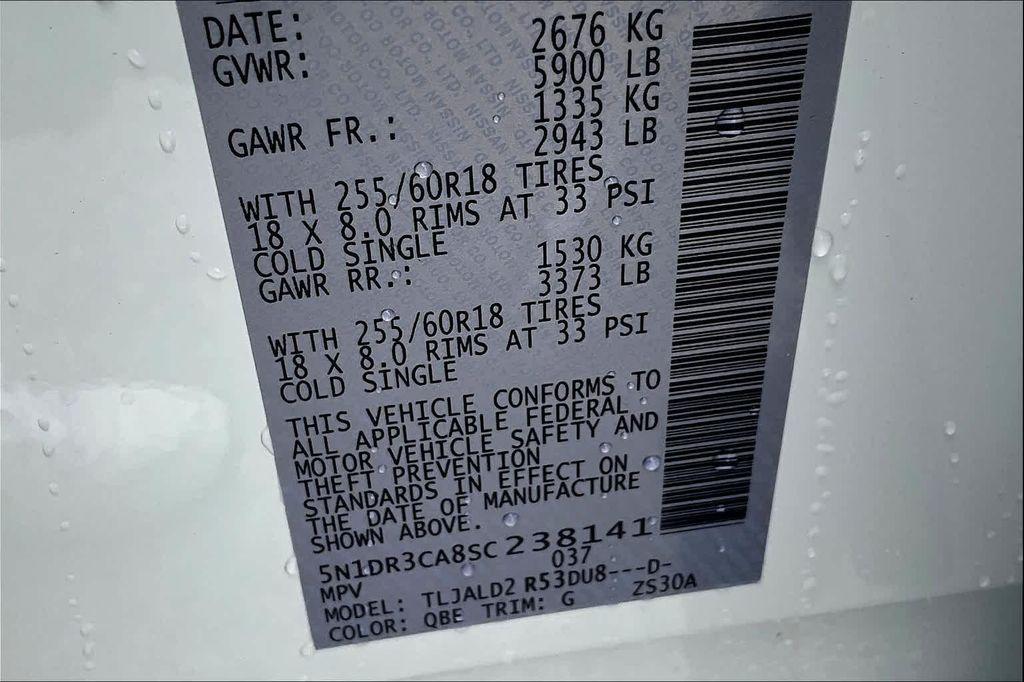 DATE:
GVWR: 2676 KG
5900 LB
GAWR FR.: 1335 KG
2943 LB
WITH 255/60R18 TIRES,
18 X 8.0 RIMS AT 33 PSI
COLD SINGLE
GAWR RR.: 1530 KG
3373 LB
WITH 255/60R18 TIRES
18 X 8.0 RIMS AT 33 PSI
COLD SINGLE
THIS VEHICLE CONFORMS TO
ALL APPLICABLE FEDERAL
MOTOR VEHICLE SAFETY AND
THEFT PREVENTION
STANDARDS IN EFFECT ON
THE DATE OF MANUFACTURE
SHOWN ABOVE.
5N1DR3CA8SC238141
MPV 037
MODEL: TLJALD2 R53DU8---D-
COLOR: QBE TRIM: G ZS30A